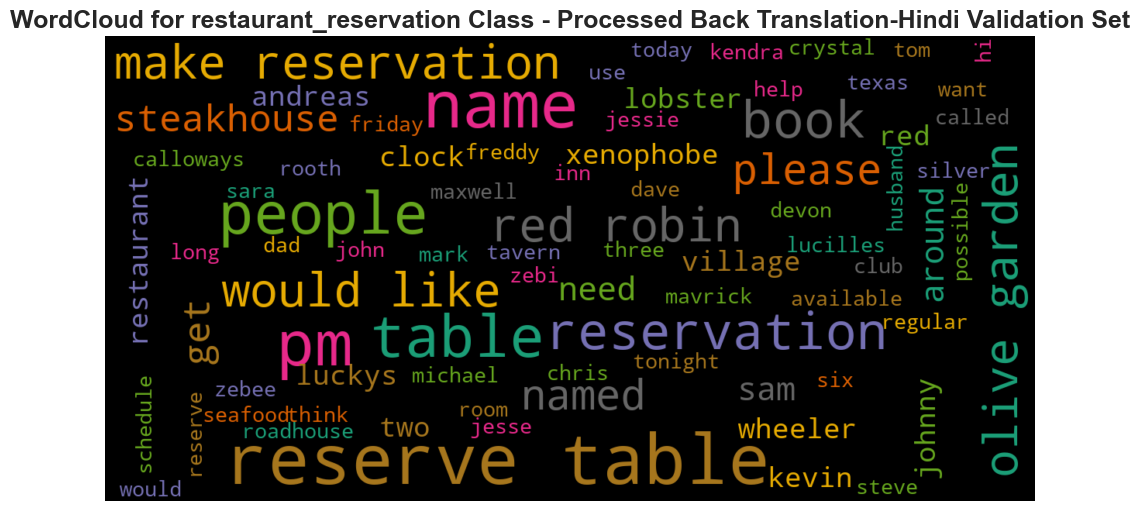 WordCloud for restaurant_reservation Class - Processed Back Translation-Hindi Validation Set
make reservation
today
kendra
crystal
tom
hi
use
andreas
name
lobster
help
texas
want
steakhouse
friday
jessie
book
called
red
calloways
rooth
clock
freddy
xenophobe
inn
please
husband
silver
restaurant
sara
people
maxwell
dave
red robin
devon
around
possible
olive garden
long
dad
john
mark
tavern
three
village
lucilles
club
zebi
would like
need
mavrick
available
get
pm
table
reservation
regular
tonight
luckys
michael
chris
zebee
named
sam
six
schedule
reserve
seafood
think
room
jesse
roadhouse
two
wheeler
johnny
reserve table
kevin
steve
would